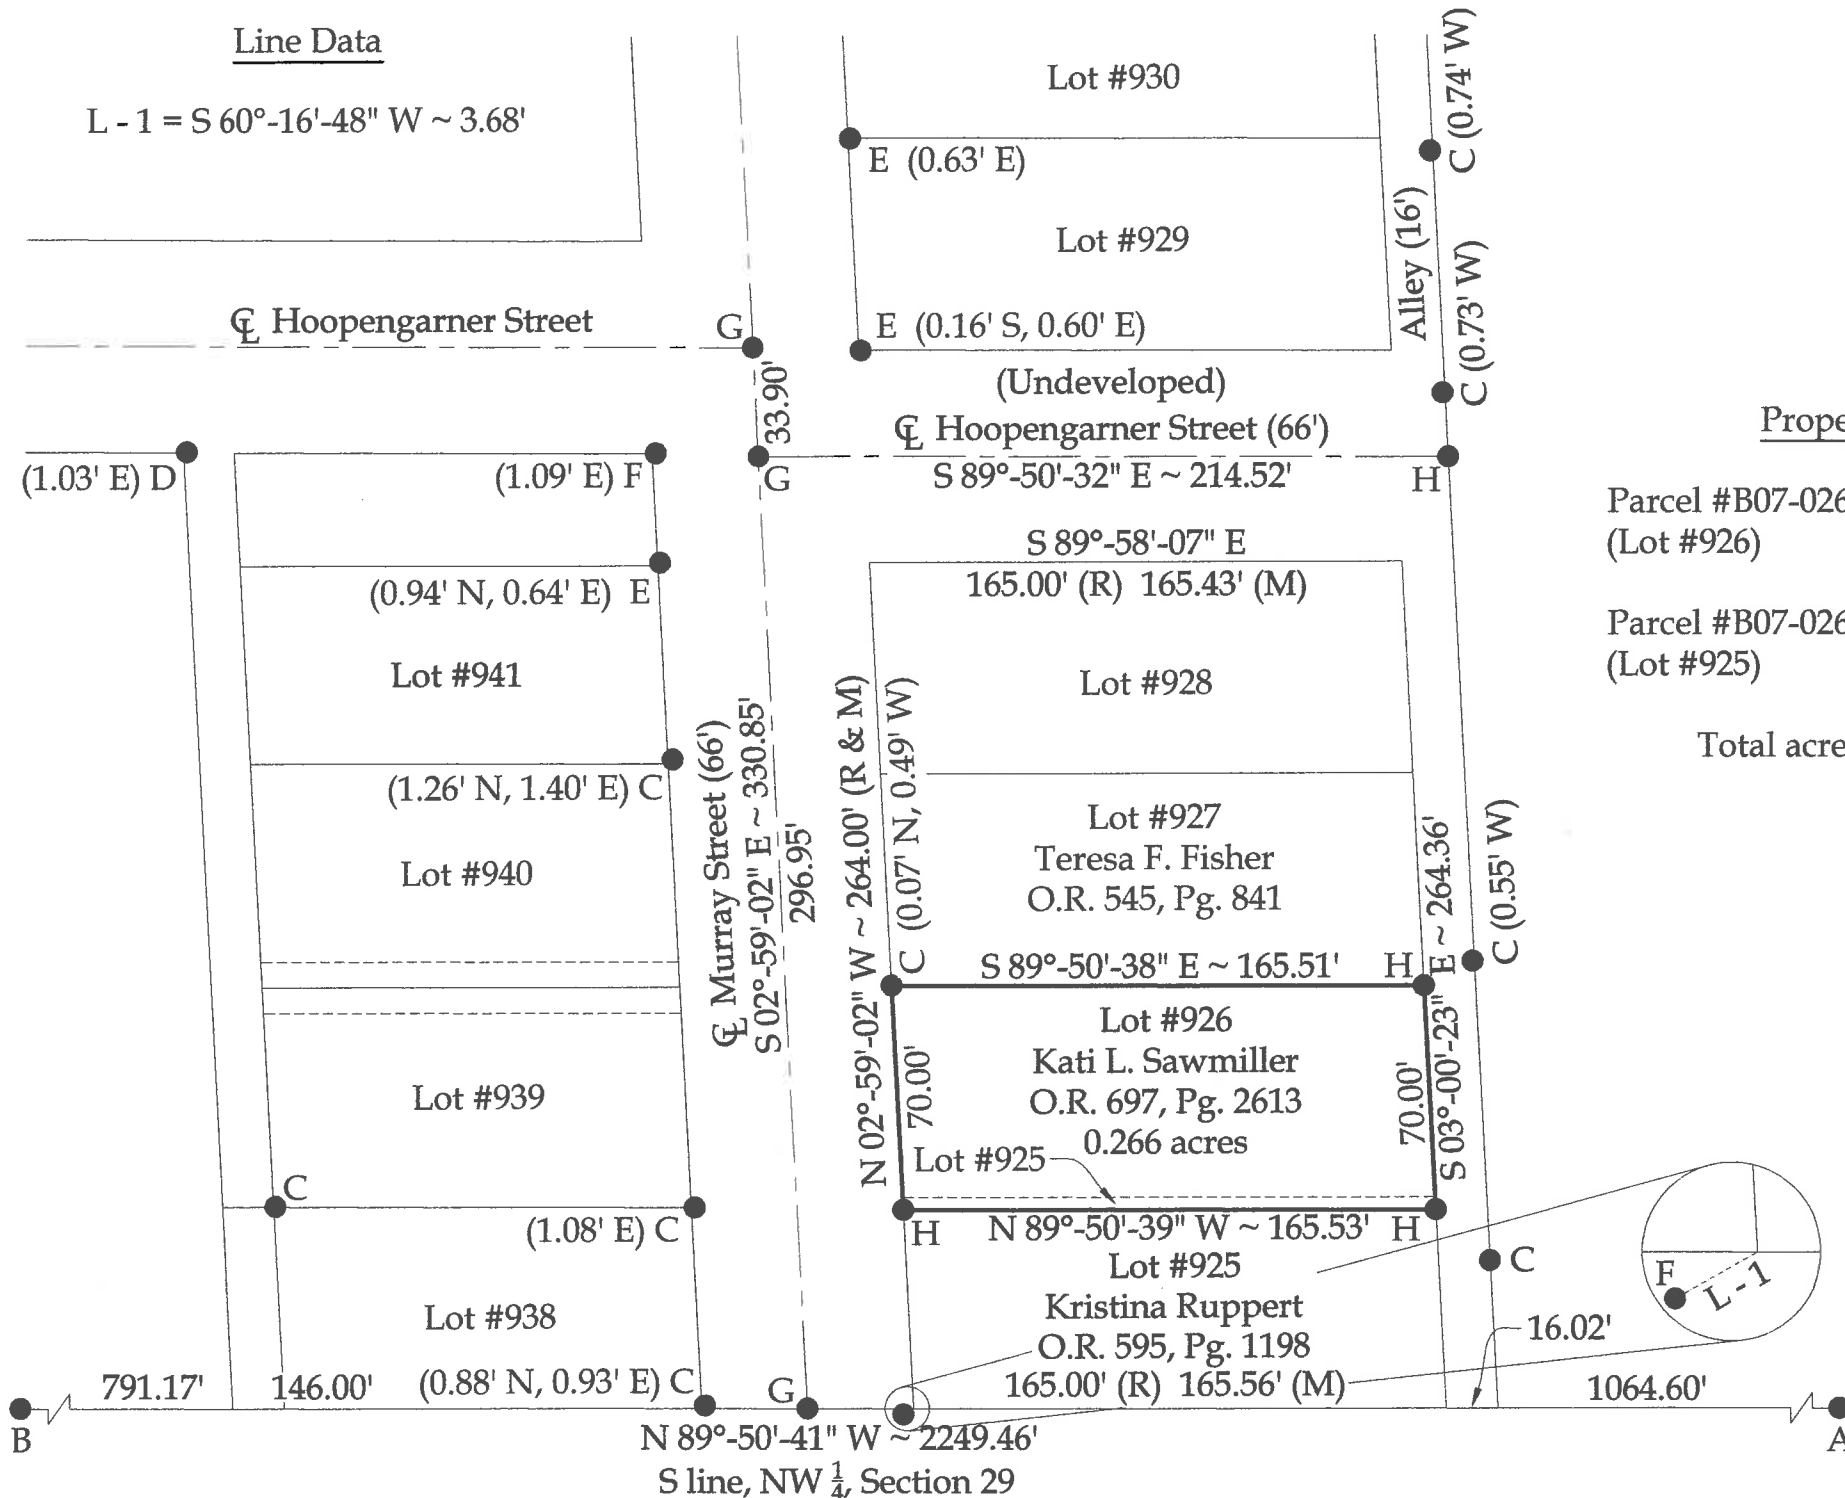 Line Data
L - 1 = S 60°-16'-48" W ~ 3.68'
Lot #930
E (0.63' E)
C (0.74' W)
Lot #929
Alley (16')
℄ Hoopengarner Street
G
E (0.16' S, 0.60' E)
C (0.73' W)
33.90'
(Undeveloped)
℄ Hoopengarner Street (66')
G
S 89°-50'-32" E ~ 214.52'
H
(1.03' E) D
(1.09' E) F
Prope
Parcel #B07-026
(Lot #926)
Parcel #B07-026
(Lot #925)
Total acre
S 89°-58'-07" E
165.00' (R) 165.43' (M)
(0.94' N, 0.64' E) E
Lot #941
Lot #928
(1.26' N, 1.40' E) C
Lot #940
℄ Murray Street (66')
S 02°-59'-02" E ~ 330.85'
296.95'
N 02°-59'-02" W ~ 264.00' (R & M)
C (0.07' N, 0.49' W)
Lot #927
Teresa F. Fisher
O.R. 545, Pg. 841
S 89°-50'-38" E ~ 165.51'
H
S 03°-00'-23" E ~ 264.36'
C (0.55' W)
Lot #926
Kati L. Sawmiller
O.R. 697, Pg. 2613
0.266 acres
70.00'
70.00'
Lot #925
Lot #939
C
(1.08' E) C
H
N 89°-50'-39" W ~ 165.53'
H
Lot #925
Kristina Ruppert
O.R. 595, Pg. 1198
165.00' (R) 165.56' (M)
C
F
L - 1
16.02'
Lot #938
791.17'
146.00'
(0.88' N, 0.93' E) C
G
1064.60'
B
A
N 89°-50'-41" W ~ 2249.46'
S line, NW ¼, Section 29